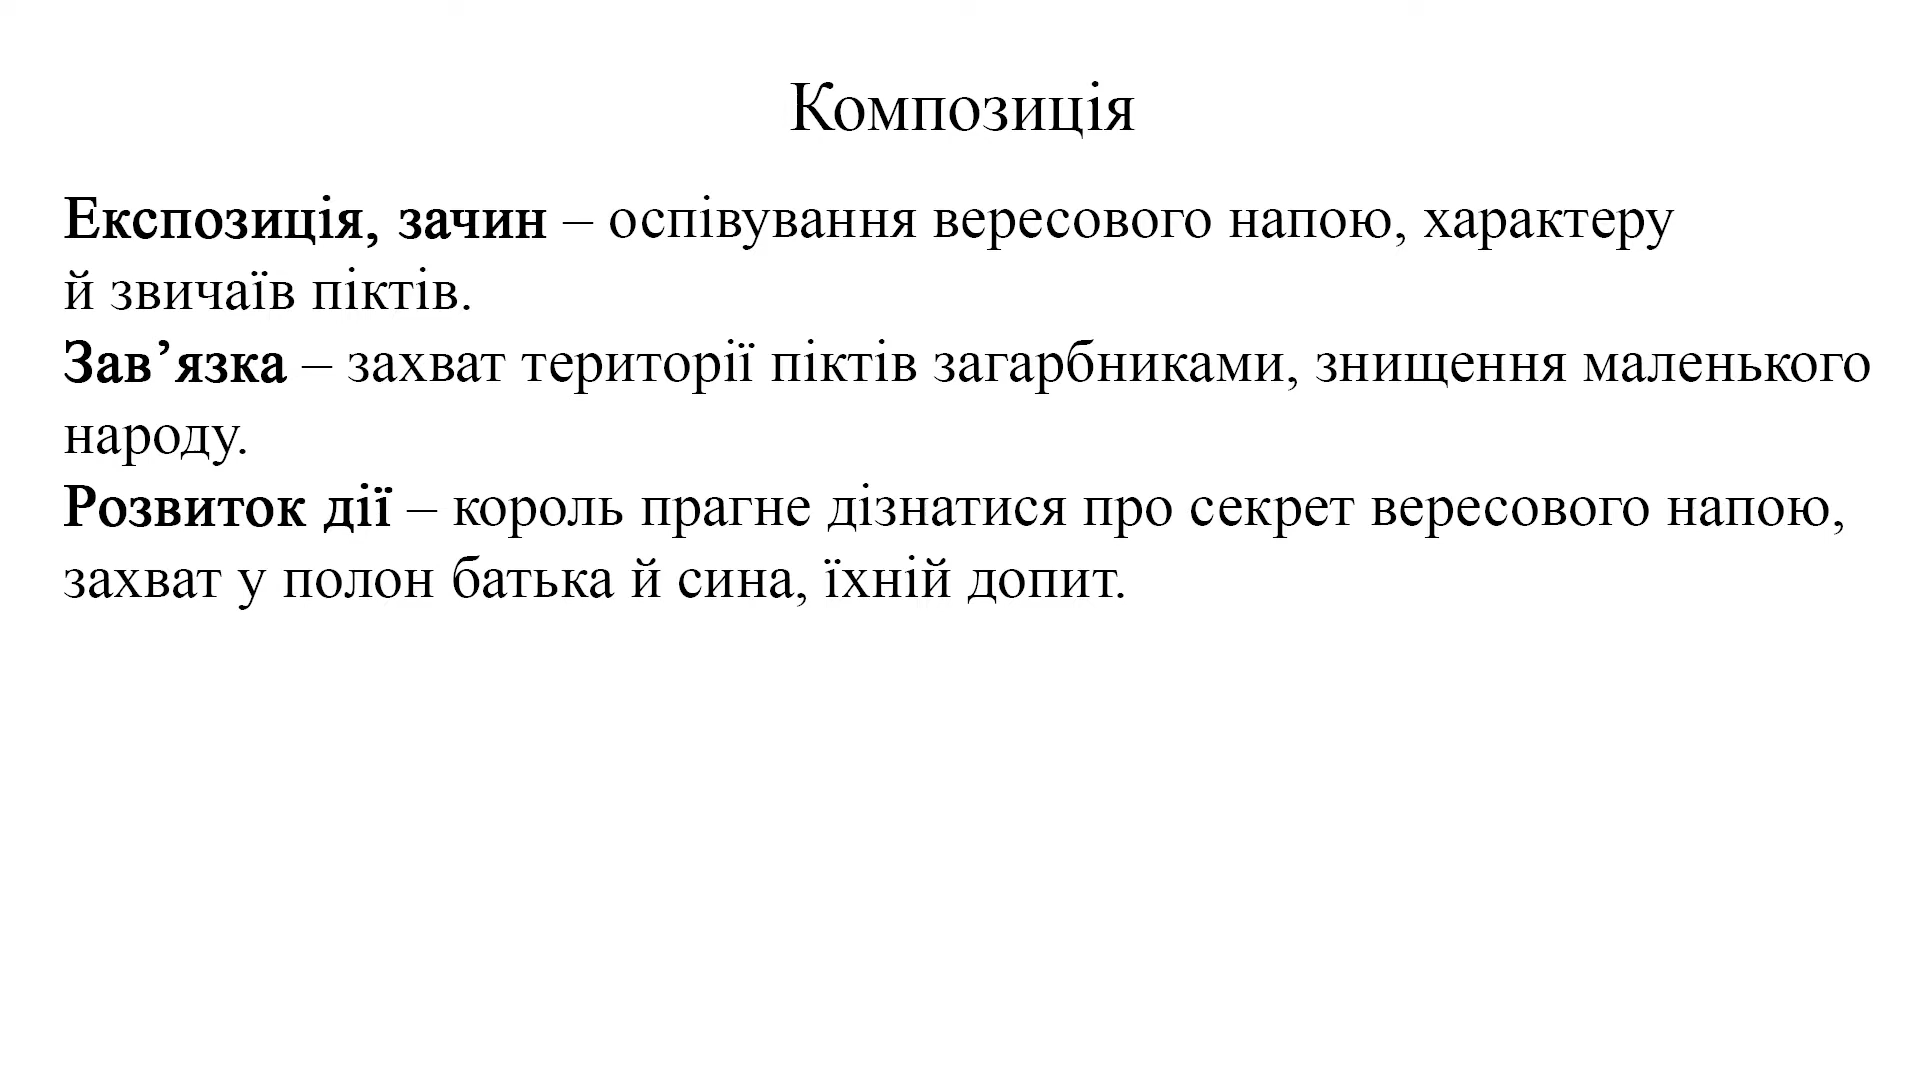 Композиція
Експозиція, зачин – оспівування вересового напою, характеру
й звичаїв піктів.
Зав’язка – захват території піктів загарбниками, знищення маленького
народу.
Розвиток дії – король прагне дізнатися про секрет вересового напою,
захват у полон батька й сина, їхній допит.